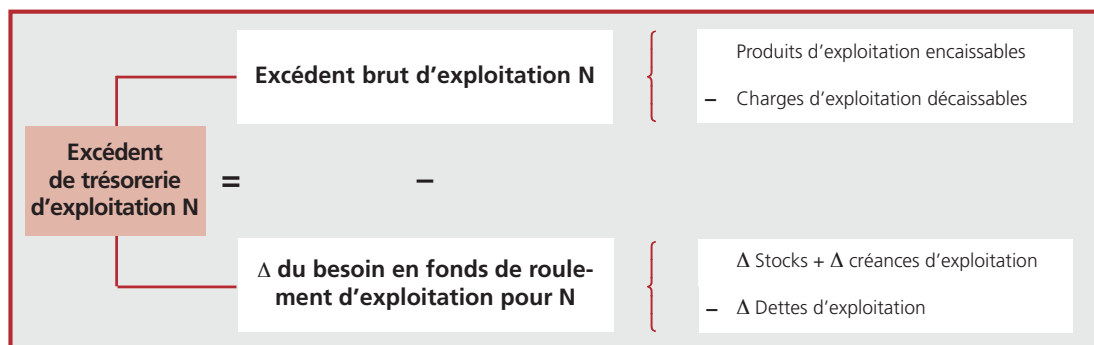 Excédent brut d'exploitation N
Produits d'exploitation encaissables
– Charges d'exploitation décaissables
Excédent
de trésorerie
d'exploitation N
=
–
Δ du besoin en fonds de roule-
ment d'exploitation pour N
Δ Stocks + Δ créances d'exploitation
– Δ Dettes d'exploitation